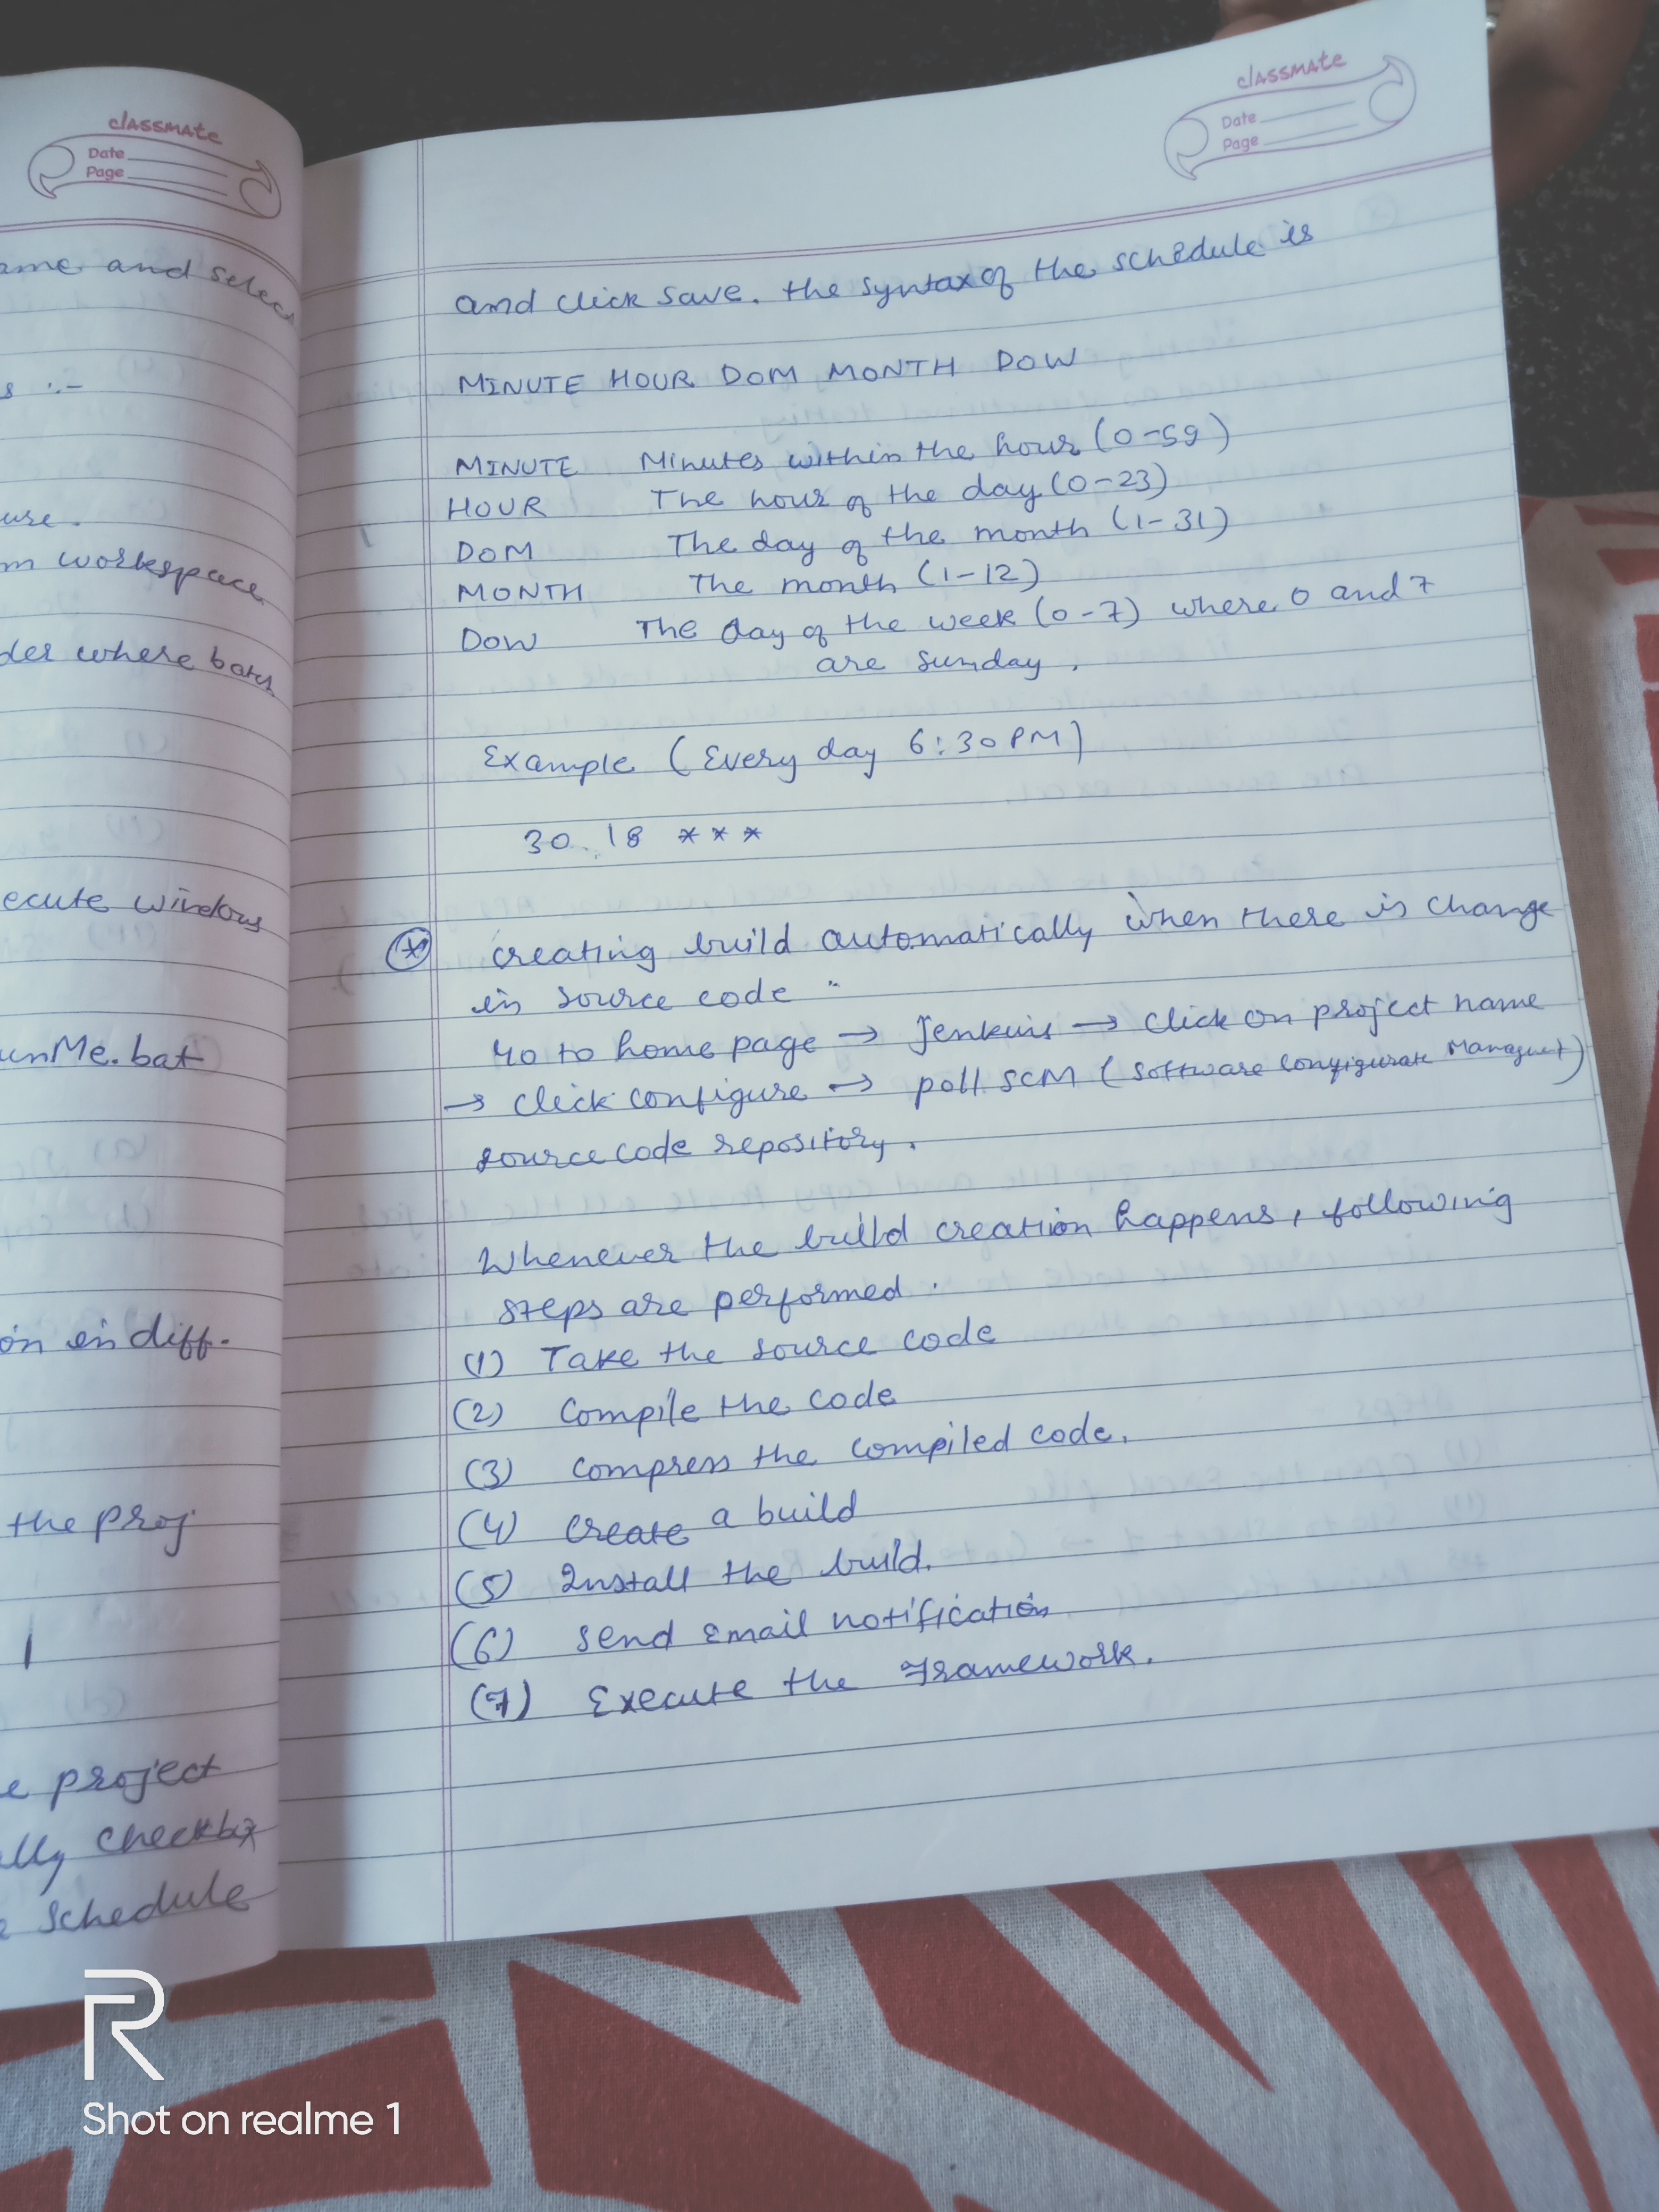 classmate
Date
Page
ame and select
s :-
ure.
m workspace
der where batch
ecute windows
unMe.bat
on in diff.
the proj
e project
ally checkbox
schedule
classmate
Date
Page
and click save. the syntax of the schedule is
MINUTE HOUR DOM MONTH DOW
MINUTE Minutes within the hour (0-59)
HOUR The hour of the day (0-23)
DOM The day of the month (1-31)
MONTH The month (1-12)
DOW The day of the week (0-7) where 0 and 7
are sunday.
Example (Every day 6:30 PM)
30 18 * * *
* creating build automatically when there is change
in source code :
Go to home page → Jenkins → click on project name
→ click configure → poll SCM (Software Configurate Managmet)
source code repository.
Whenever the build creation happens, following
steps are performed.
(1) Take the source code
(2) Compile the code
(3) compress the compiled code.
(4) create a build
(5) Install the build.
(6) send email notification
(7) Execute the framework.
R
Shot on realme 1